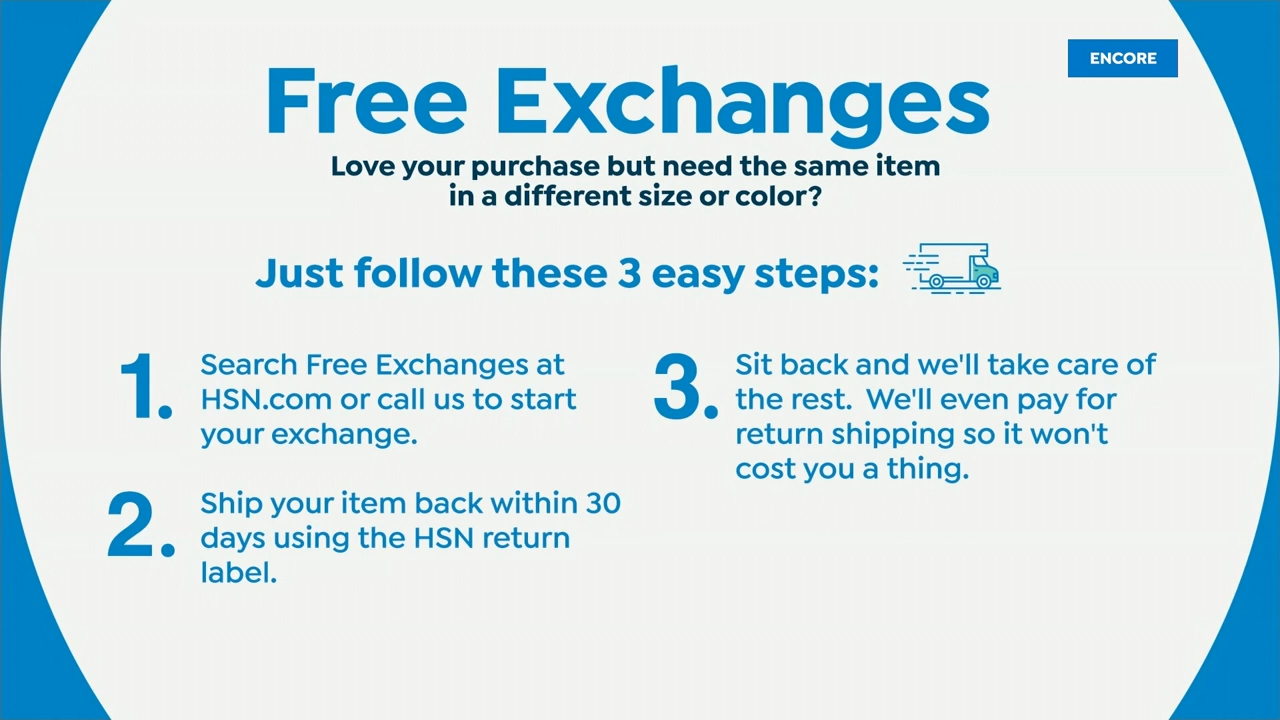 ENCORE
Free Exchanges
Love your purchase but need the same item
in a different size or color?
Just follow these 3 easy steps:
1. Search Free Exchanges at
HSN.com or call us to start
your exchange.
2. Ship your item back within 30
days using the HSN return
label.
3. Sit back and we'll take care of
the rest.  We'll even pay for
return shipping so it won't
cost you a thing.